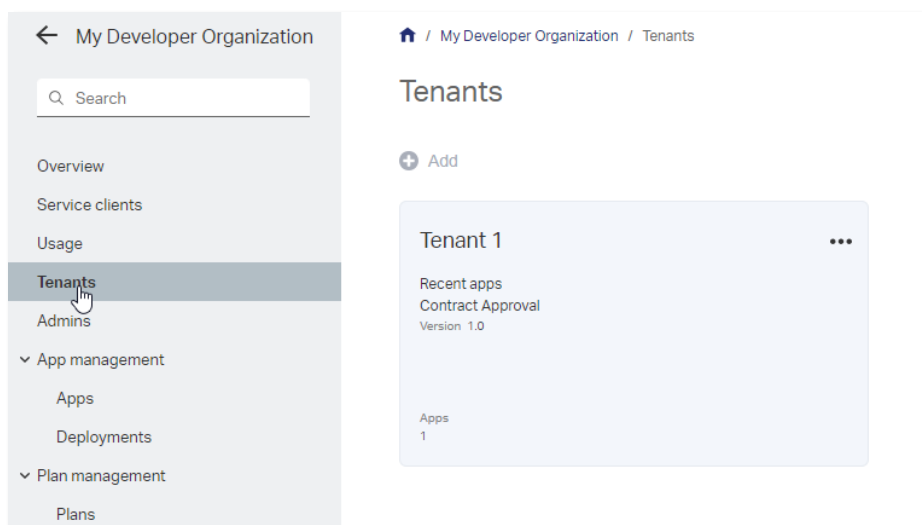 My Developer Organization
Search
Overview
Service clients
Usage
Tenants
Admins
App management
Apps
Deployments
Plan management
Plans
/ My Developer Organization / Tenants
Tenants
Add
Tenant 1
Recent apps
Contract Approval
Version 1.0
Apps
1